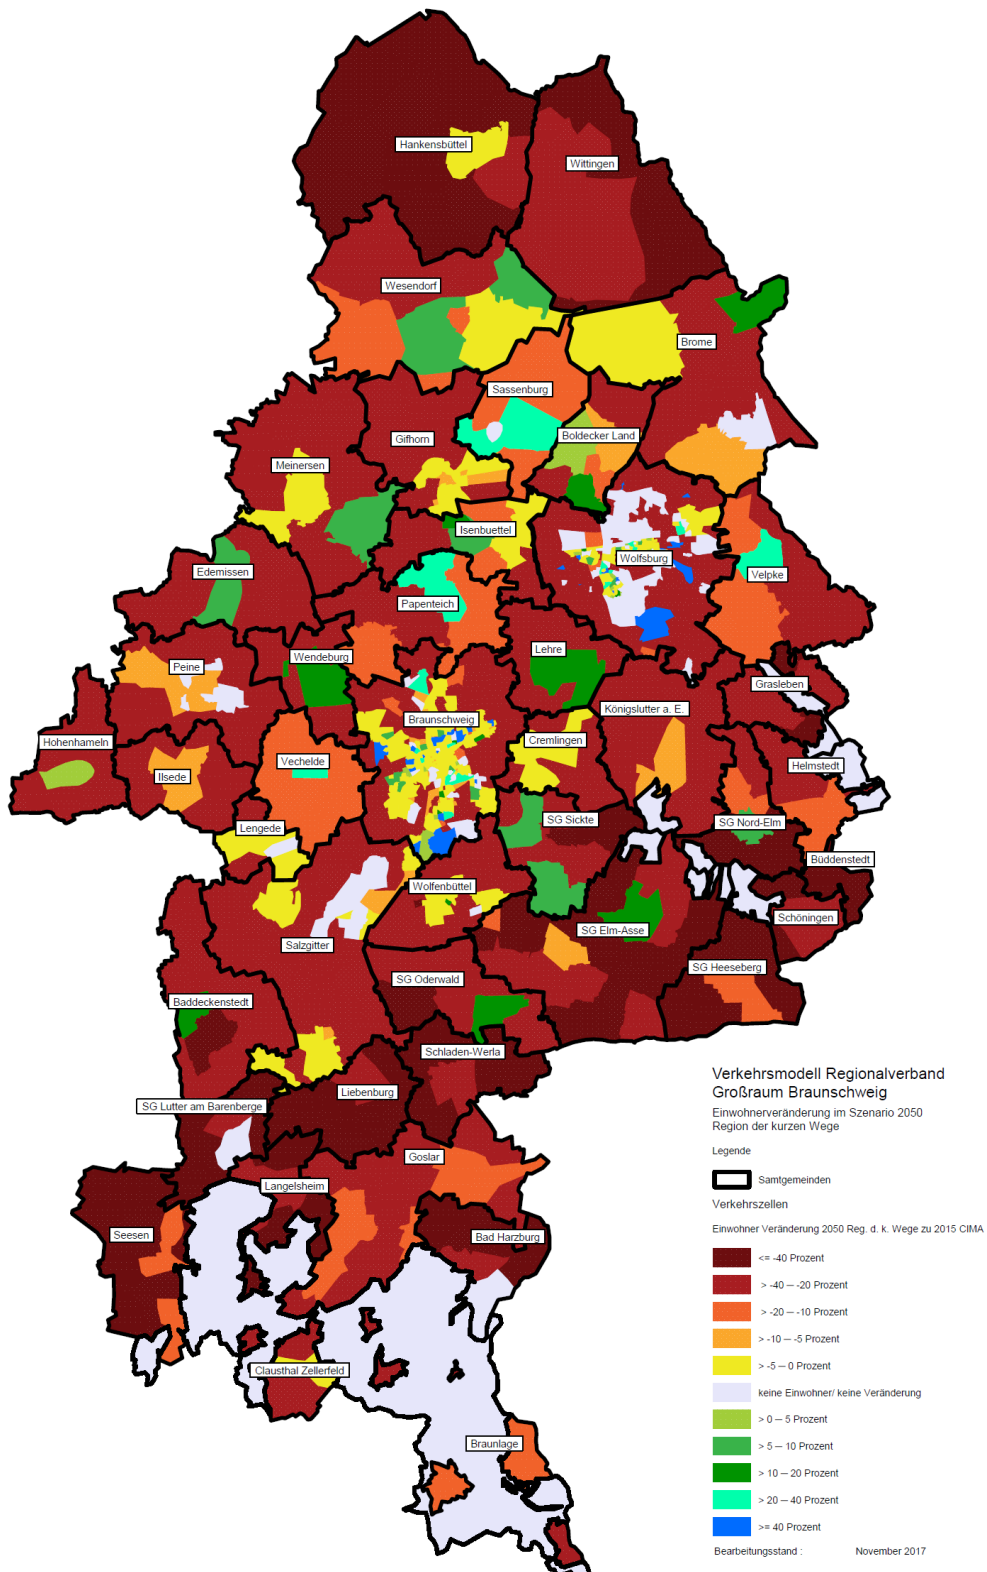 Hankensbüttel
Wittingen
Wesendorf
Brome
Sassenburg
Gifhorn
Boldecker Land
Meinersen
Isenbuettel
Wolfsburg
Edemissen
Velpke
Papenteich
Lehre
Wendeburg
Peine
Grasleben
Königslutter a. E.
Braunschweig
Hohenhameln
Cremlingen
Vechelde
Helmstedt
Ilsede
SG Sickte
SG Nord-Elm
Lengede
Büddenstedt
Wolfenbüttel
Schöningen
SG Elm-Asse
Salzgitter
SG Heeseberg
SG Oderwald
Baddeckenstedt
Schladen-Werla
Liebenburg
SG Lutter am Barenberge
Goslar
Langelsheim
Seesen
Bad Harzburg
Clausthal Zellerfeld
Braunlage
Verkehrsmodell Regionalverband
Großraum Braunschweig
Einwohnerveränderung im Szenario 2050
Region der kurzen Wege
Legende
Samtgemeinden
Verkehrszellen
Einwohner Veränderung 2050 Reg. d. k. Wege zu 2015 CIMA
<= -40 Prozent
> -40 — -20 Prozent
> -20 — -10 Prozent
> -10 — -5 Prozent
> -5 — 0 Prozent
keine Einwohner/ keine Veränderung
> 0 — 5 Prozent
> 5 — 10 Prozent
> 10 — 20 Prozent
> 20 — 40 Prozent
>= 40 Prozent
Bearbeitungsstand : November 2017